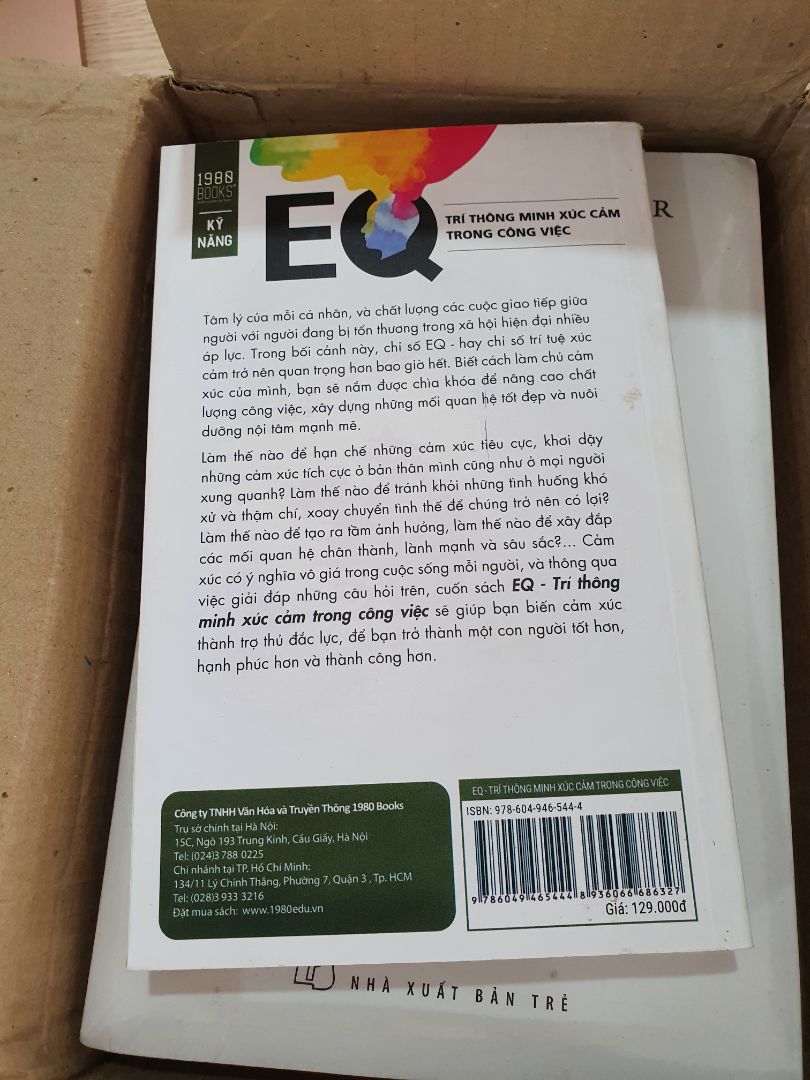 1980
BOOKS
KỸ
NĂNG
EQ
TRÍ THÔNG MINH XÚC CẢM
TRONG CÔNG VIỆC
R
Tâm lý của mỗi cá nhân, và chất lượng các cuộc giao tiếp giữa
người với người đang bị tổn thương trong xã hội hiện đại nhiều
áp lực. Trong bối cảnh này, chỉ số EQ - hay chỉ số trí tuệ xúc
cảm trở nên quan trọng hơn bao giờ hết. Biết cách làm chủ cảm
xúc của mình, bạn sẽ nắm được chìa khóa để nâng cao chất
lượng công việc, xây dựng những mối quan hệ tốt đẹp và nuôi
dưỡng nội tâm mạnh mẽ.
Làm thế nào để hạn chế những cảm xúc tiêu cực, khơi dậy
những cảm xúc tích cực ở bản thân mình cũng như ở mọi người
xung quanh? Làm thế nào để tránh khỏi những tình huống khó
xử và thậm chí, xoay chuyển tình thế để chúng trở nên có lợi?
Làm thế nào để tạo ra tầm ảnh hưởng, làm thế nào để xây đắp
các mối quan hệ chân thành, lành mạnh và sâu sắc?... Cảm
xúc có ý nghĩa vô giá trong cuộc sống mỗi người, và thông qua
việc giải đáp những câu hỏi trên, cuốn sách EQ - Trí thông
minh xúc cảm trong công việc sẽ giúp bạn biến cảm xúc
thành trợ thủ đắc lực, để bạn trở thành một con người tốt hơn,
hạnh phúc hơn và thành công hơn.
Công ty TNHH Văn Hóa và Truyền Thông 1980 Books
Trụ sở chính tại Hà Nội:
15C, Ngõ 193 Trung Kính, Cầu Giấy, Hà Nội
Tel: (024)3 788 0225
Chi nhánh tại TP. Hồ Chí Minh:
134/11 Lý Chính Thắng, Phường 7, Quận 3 , Tp. HCM
Tel: (028)3 933 3216
Đặt mua sách: www.1980edu.vn
EQ - TRÍ THÔNG MINH XÚC CẢM TRONG CÔNG VIỆC
ISBN: 978-604-946-544-4
9 786049 465444 8 936066 686327
Giá: 129.000đ
NHÀ XUẤT BẢN TRẺ